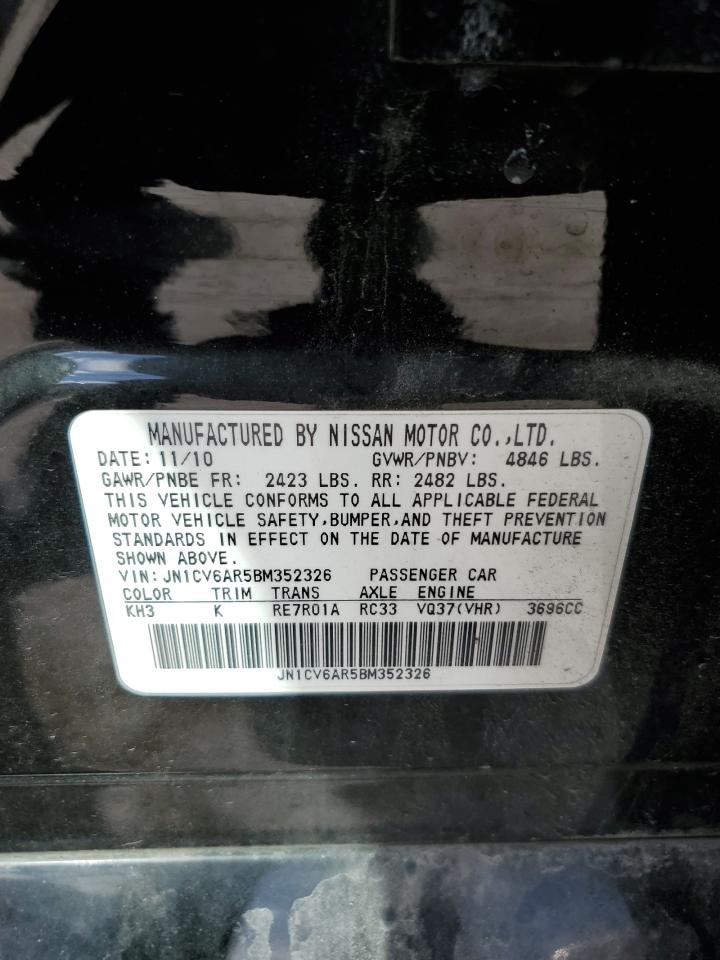 MANUFACTURED BY NISSAN MOTOR CO.,LTD.
DATE: 11/10 GVWR/PNBV: 4846 LBS.
GAWR/PNBE FR: 2423 LBS. RR: 2482 LBS.
THIS VEHICLE CONFORMS TO ALL APPLICABLE FEDERAL
MOTOR VEHICLE SAFETY,BUMPER,AND THEFT PREVENTION
STANDARDS IN EFFECT ON THE DATE OF MANUFACTURE
SHOWN ABOVE.
VIN: JN1CV6AR5BM352326 PASSENGER CAR
COLOR TRIM TRANS AXLE ENGINE
KH3 K RE7R01A RC33 VQ37(VHR) 3696CC
JN1CV6AR5BM352326